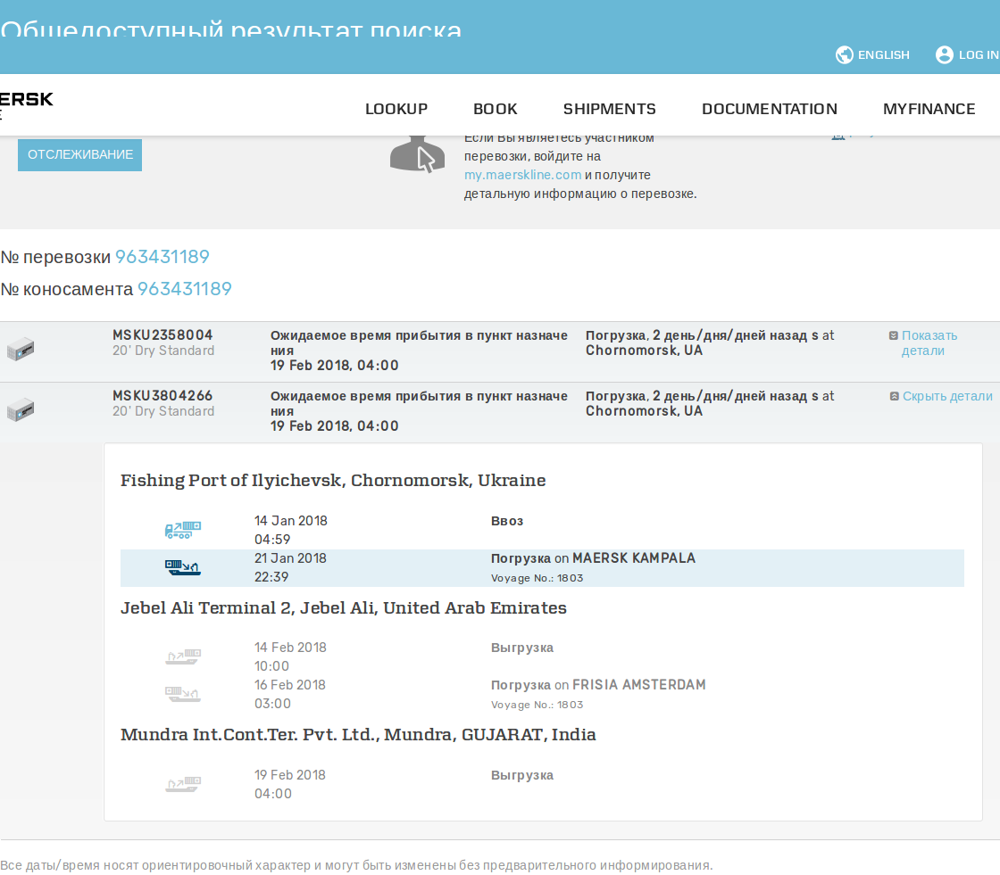 Общедоступный результат поиска
ENGLISH LOG IN
ERSK
LOOKUP BOOK SHIPMENTS DOCUMENTATION MYFINANCE
Если Вы являетесь участником
ОТСЛЕЖИВАНИЕ
перевозки, войдите на
my.maerskline.com и получите
детальную информацию о перевозке.
№ перевозки 963431189
№ коносамента 963431189
MSKU2358004 Ожидаемое время прибытия в пункт назначе Погрузка, 2 день/дня/дней назад s at Показать
20' Dry Standard ния Chornomorsk, UA детали
19 Feb 2018, 04:00
MSKU3804266 Ожидаемое время прибытия в пункт назначе Погрузка, 2 день/дня/дней назад s at Скрыть детали
20' Dry Standard ния Chornomorsk, UA
19 Feb 2018, 04:00
Fishing Port of Ilyichevsk, Chornomorsk, Ukraine
14 Jan 2018 Ввоз
04:59
21 Jan 2018 Погрузка on MAERSK KAMPALA
22:39 Voyage No.: 1803
Jebel Ali Terminal 2, Jebel Ali, United Arab Emirates
14 Feb 2018 Выгрузка
10:00
16 Feb 2018 Погрузка on FRISIA AMSTERDAM
03:00 Voyage No.: 1803
Mundra Int.Cont.Ter. Pvt. Ltd., Mundra, GUJARAT, India
19 Feb 2018 Выгрузка
04:00
Все даты/время носят ориентировочный характер и могут быть изменены без предварительного информирования.